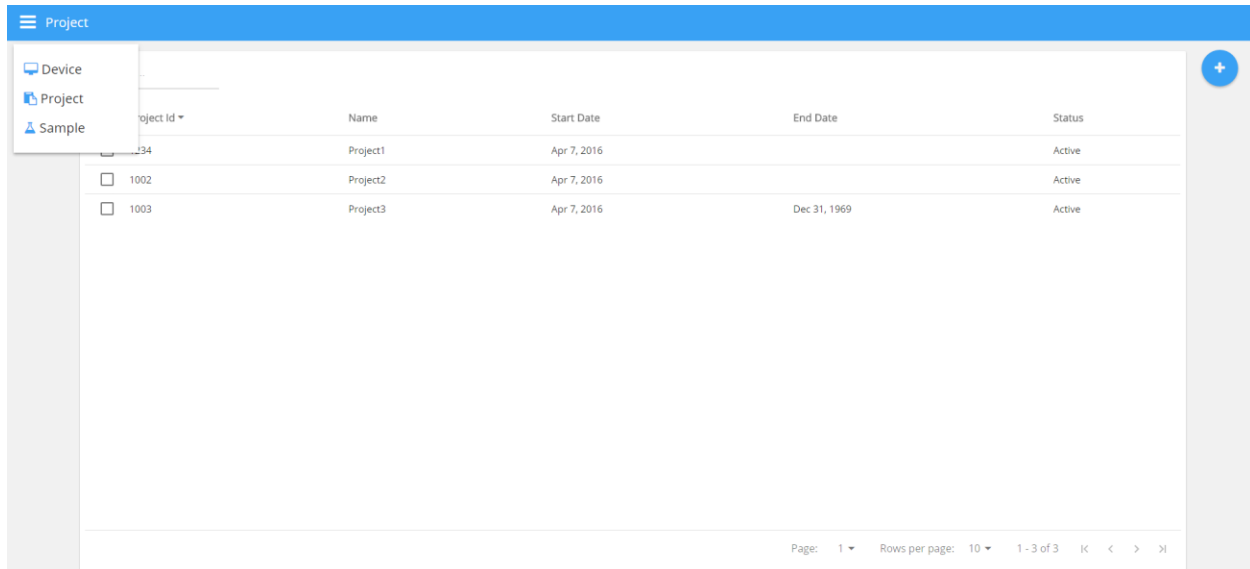 Project
Device
Project
Sample
roject Id Name Start Date End Date Status
1234 Project1 Apr 7, 2016 Active
1002 Project2 Apr 7, 2016 Active
1003 Project3 Apr 7, 2016 Dec 31, 1969 Active
Page: 1 Rows per page: 10 1 - 3 of 3